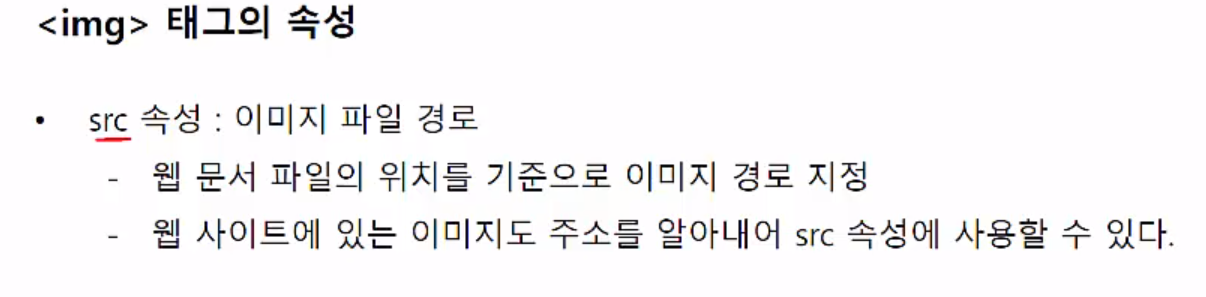 <img> 태그의 속성
• src 속성 : 이미지 파일 경로
- 웹 문서 파일의 위치를 기준으로 이미지 경로 지정
- 웹 사이트에 있는 이미지도 주소를 알아내어 src 속성에 사용할 수 있다.